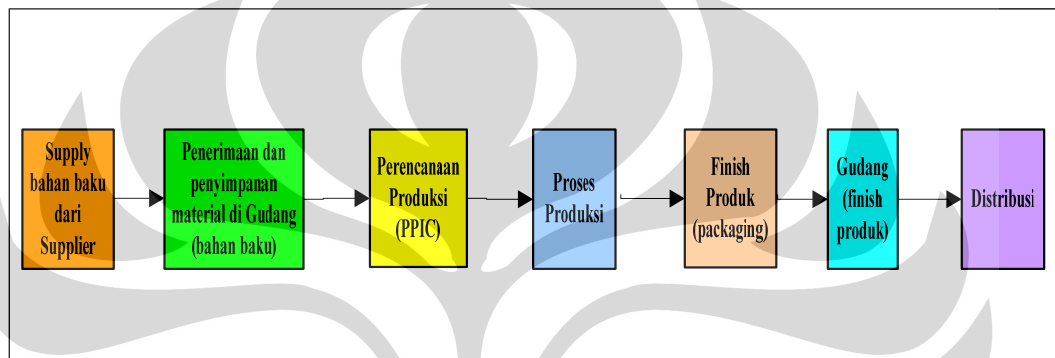 Supply
bahan baku
dari
Supplier
Penerimaan dan
penyimpanan
material di Gudang
(bahan baku)
Perencanaan
Produksi
(PPIC)
Proses
Produksi
Finish
Produk
(packaging)
Gudang
(finish
produk)
Distribusi